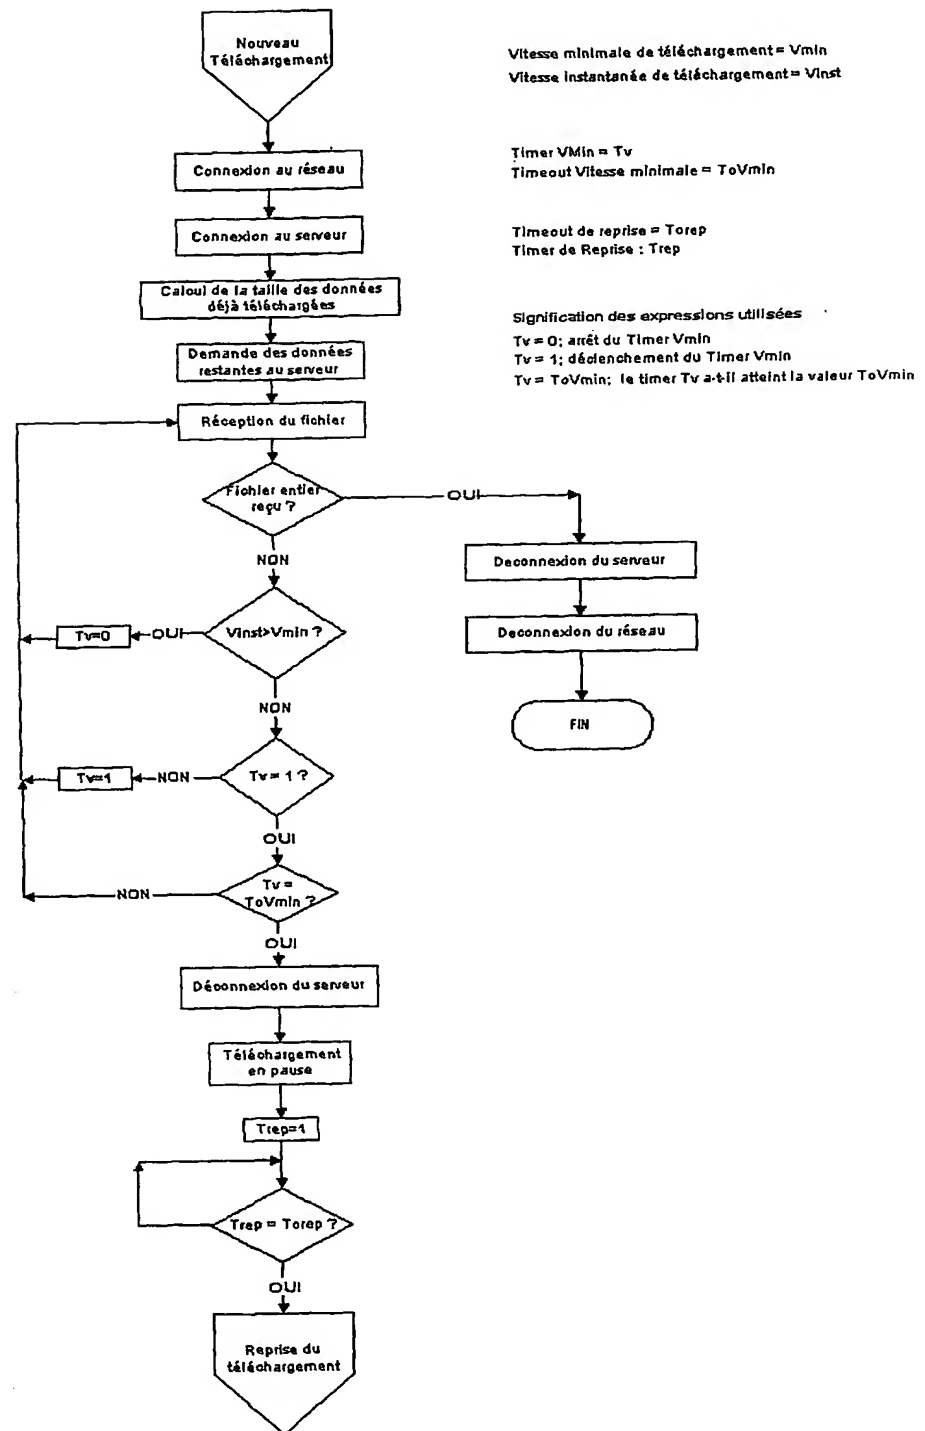 Nouveau
Téléchargement
Vitesse minimale de téléchargement = Vmin
Vitesse instantanée de téléchargement = Vinst
Timer VMin = Tv
Timeout Vitesse minimale = ToVmin
Timeout de reprise = Torep
Timer de Reprise : Trep
Signification des expressions utilisées
Tv = 0; arrêt du Timer Vmin
Tv = 1; déclenchement du Timer Vmin
Tv = ToVmin; le timer Tv a-t-il atteint la valeur ToVmin
Connexion au réseau
Connexion au serveur
Calcul de la taille des données
déjà téléchargées
Demande des données
restantes au serveur
Réception du fichier
Fichier entier
reçu ?
OUI
NON
Deconnexion du serveur
Deconnexion du réseau
FIN
Vinst>Vmin ?
OUI
Tv=0
NON
Tv = 1 ?
NON
Tv=1
OUI
Tv =
ToVmin ?
NON
OUI
Déconnexion du serveur
Téléchargement
en pause
Trep=1
Trep = Torep ?
OUI
Reprise du
téléchargement